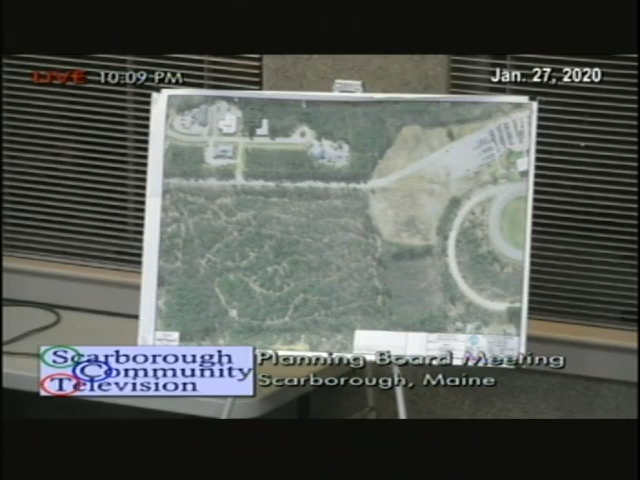 LIVE 10:09 PM
Jan. 27, 2020
Scarborough
Community
Television
Planning Board Meeting
Scarborough, Maine